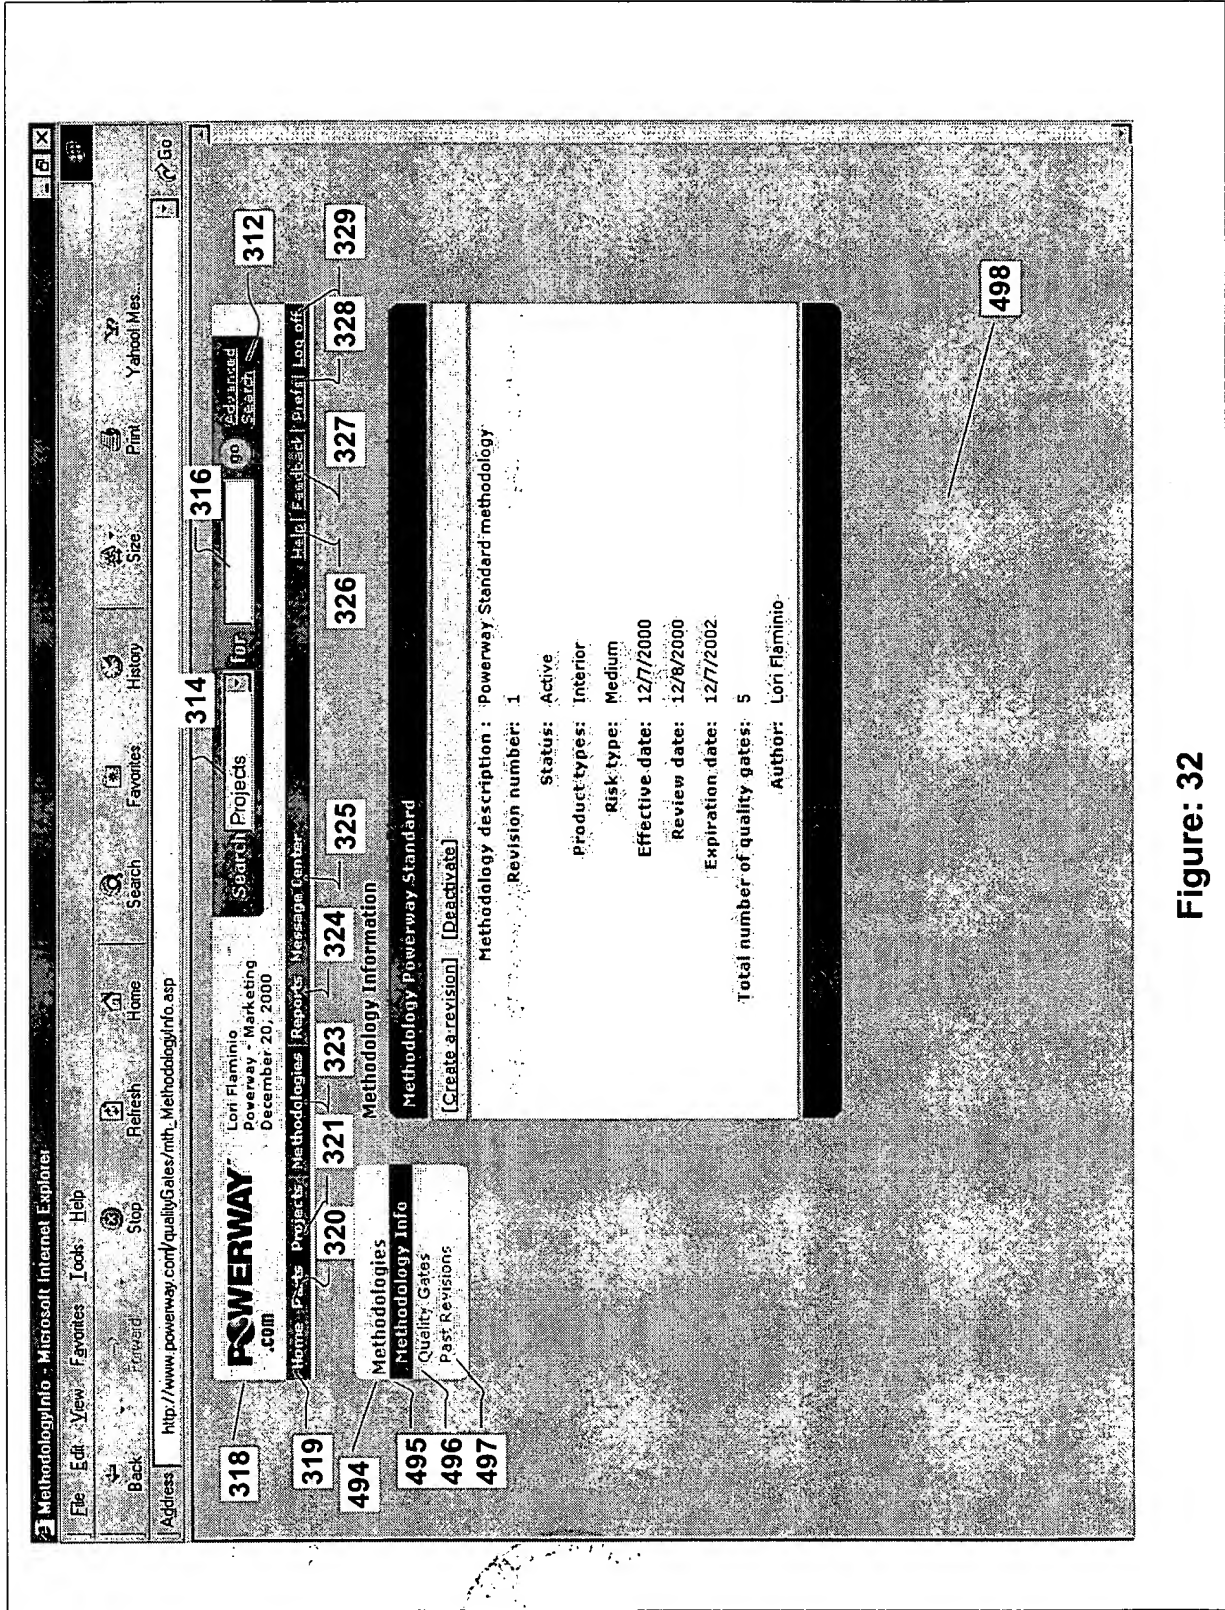 MethodologyInfo - Microsoft Internet Explorer
File Edit View Favorites Tools Help
Back Forward Stop Refresh Home Search Favorites History Size Print Yahoo! Mes...
Address http://www.powerway.com/qualityGates/mth_MethodologyInfo.asp Go
314 316
318 POWERWAY .com
Lori Flaminio
Powerway - Marketing
December 20, 2000
Search Projects for go Advanced Search 312
319 Home Parts Projects Methodologies Reports Message Center Help Feedback Prefs Log off
320 321 323 324 325 326 327 328 329
Methodology Information
494 Methodologies
495 Methodology Info
496 Quality Gates
497 Past Revisions
Methodology Powerway Standard
[Create a revision] [Deactivate]
Methodology description : Powerway Standard methodology
Revision number: 1
Status: Active
Product types: Interior
Risk type: Medium
Effective date: 12/7/2000
Review date: 12/8/2000
Expiration date: 12/7/2002
Total number of quality gates: 5
Author: Lori Flaminio
498
Figure: 32